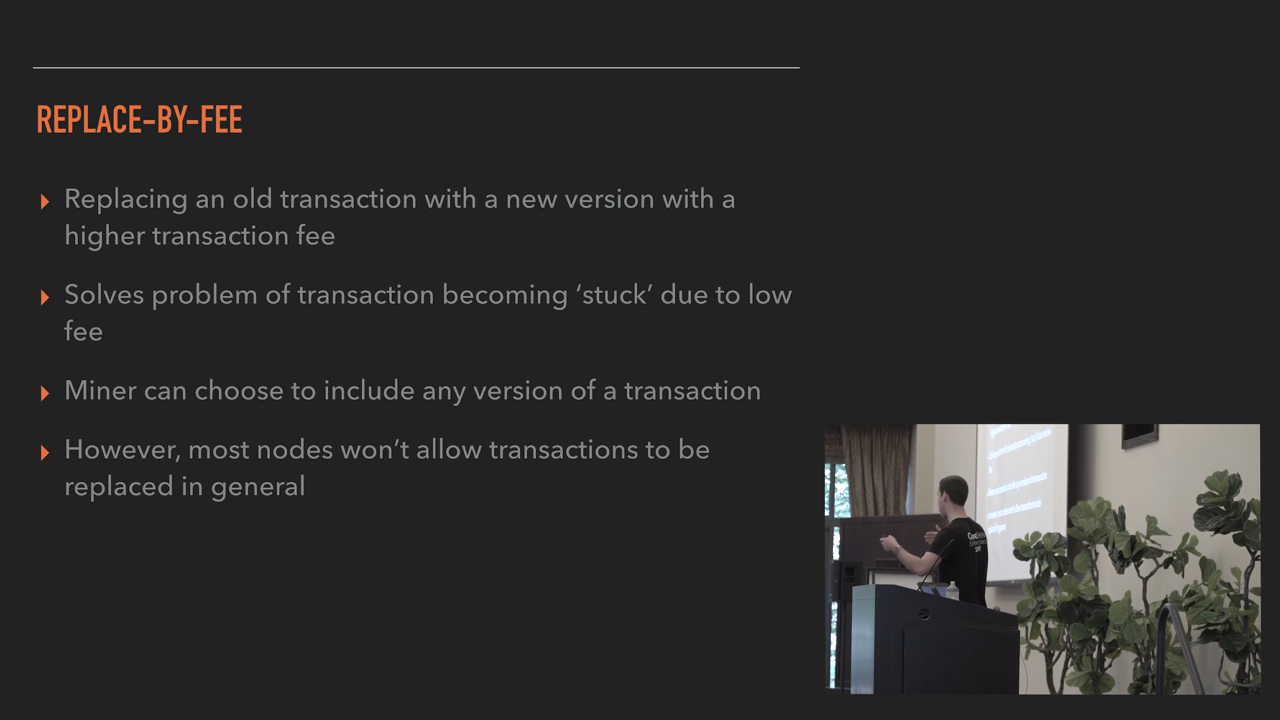 REPLACE-BY-FEE
Replacing an old transaction with a new version with a
higher transaction fee
Solves problem of transaction becoming ‘stuck’ due to low
fee
Miner can choose to include any version of a transaction
However, most nodes won’t allow transactions to be
replaced in general